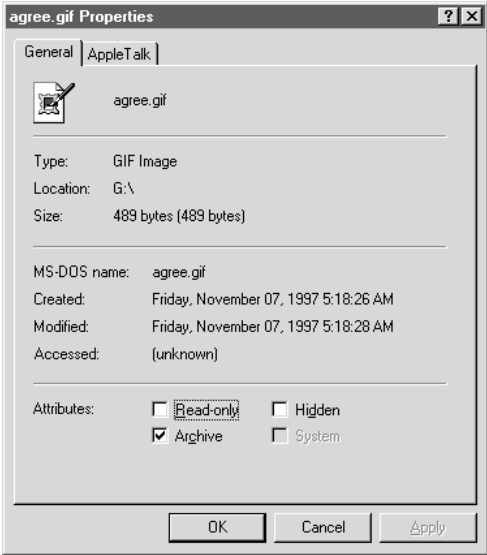 agree.gif Properties
General AppleTalk
agree.gif
Type: GIF Image
Location: G:\
Size: 489 bytes (489 bytes)
MS-DOS name: agree.gif
Created: Friday, November 07, 1997 5:18:26 AM
Modified: Friday, November 07, 1997 5:18:28 AM
Accessed: (unknown)
Attributes: Read-only Hidden
Archive System
OK Cancel Apply